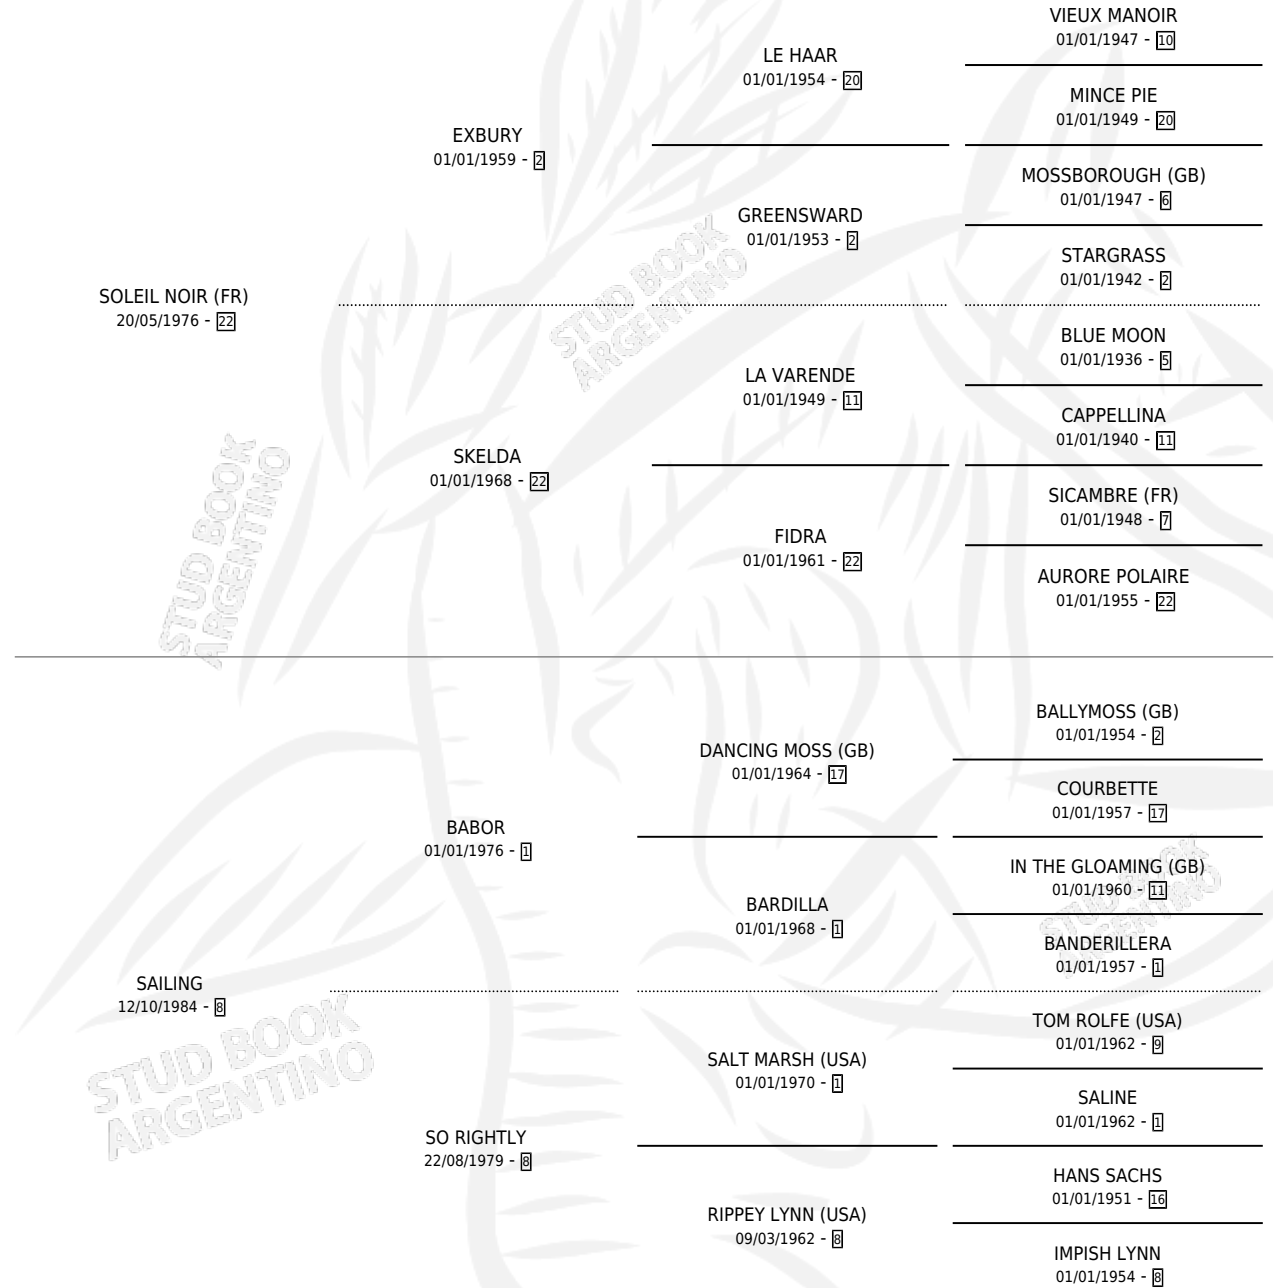 VIEUX MANOIR
01/01/1947 - 10
LE HAAR
01/01/1954 - 20
MINCE PIE
01/01/1949 - 20
EXBURY
01/01/1959 - 2
MOSSBOROUGH (GB)
01/01/1947 - 6
GREENSWARD
01/01/1953 - 2
STARGRASS
01/01/1942 - 2
SOLEIL NOIR (FR)
20/05/1976 - 22
BLUE MOON
01/01/1936 - 5
LA VARENDE
01/01/1949 - 11
CAPPELLINA
01/01/1940 - 11
SKELDA
01/01/1968 - 22
SICAMBRE (FR)
01/01/1948 - 7
FIDRA
01/01/1961 - 22
AURORE POLAIRE
01/01/1955 - 22
STUD BOOK
ARGENTINO
STUD BOOK
ARGENTINO
BALLYMOSS (GB)
01/01/1954 - 2
DANCING MOSS (GB)
01/01/1964 - 17
COURBETTE
01/01/1957 - 17
BABOR
01/01/1976 - 1
IN THE GLOAMING (GB)
01/01/1960 - 11
BARDILLA
01/01/1968 - 1
BANDERILLERA
01/01/1957 - 1
SAILING
12/10/1984 - 8
TOM ROLFE (USA)
01/01/1962 - 9
SALT MARSH (USA)
01/01/1970 - 1
SALINE
01/01/1962 - 1
SO RIGHTLY
22/08/1979 - 8
HANS SACHS
01/01/1951 - 16
RIPPEY LYNN (USA)
09/03/1962 - 8
IMPISH LYNN
01/01/1954 - 8
STUD BOOK
ARGENTINO
STUD BOOK
ARGENTINO